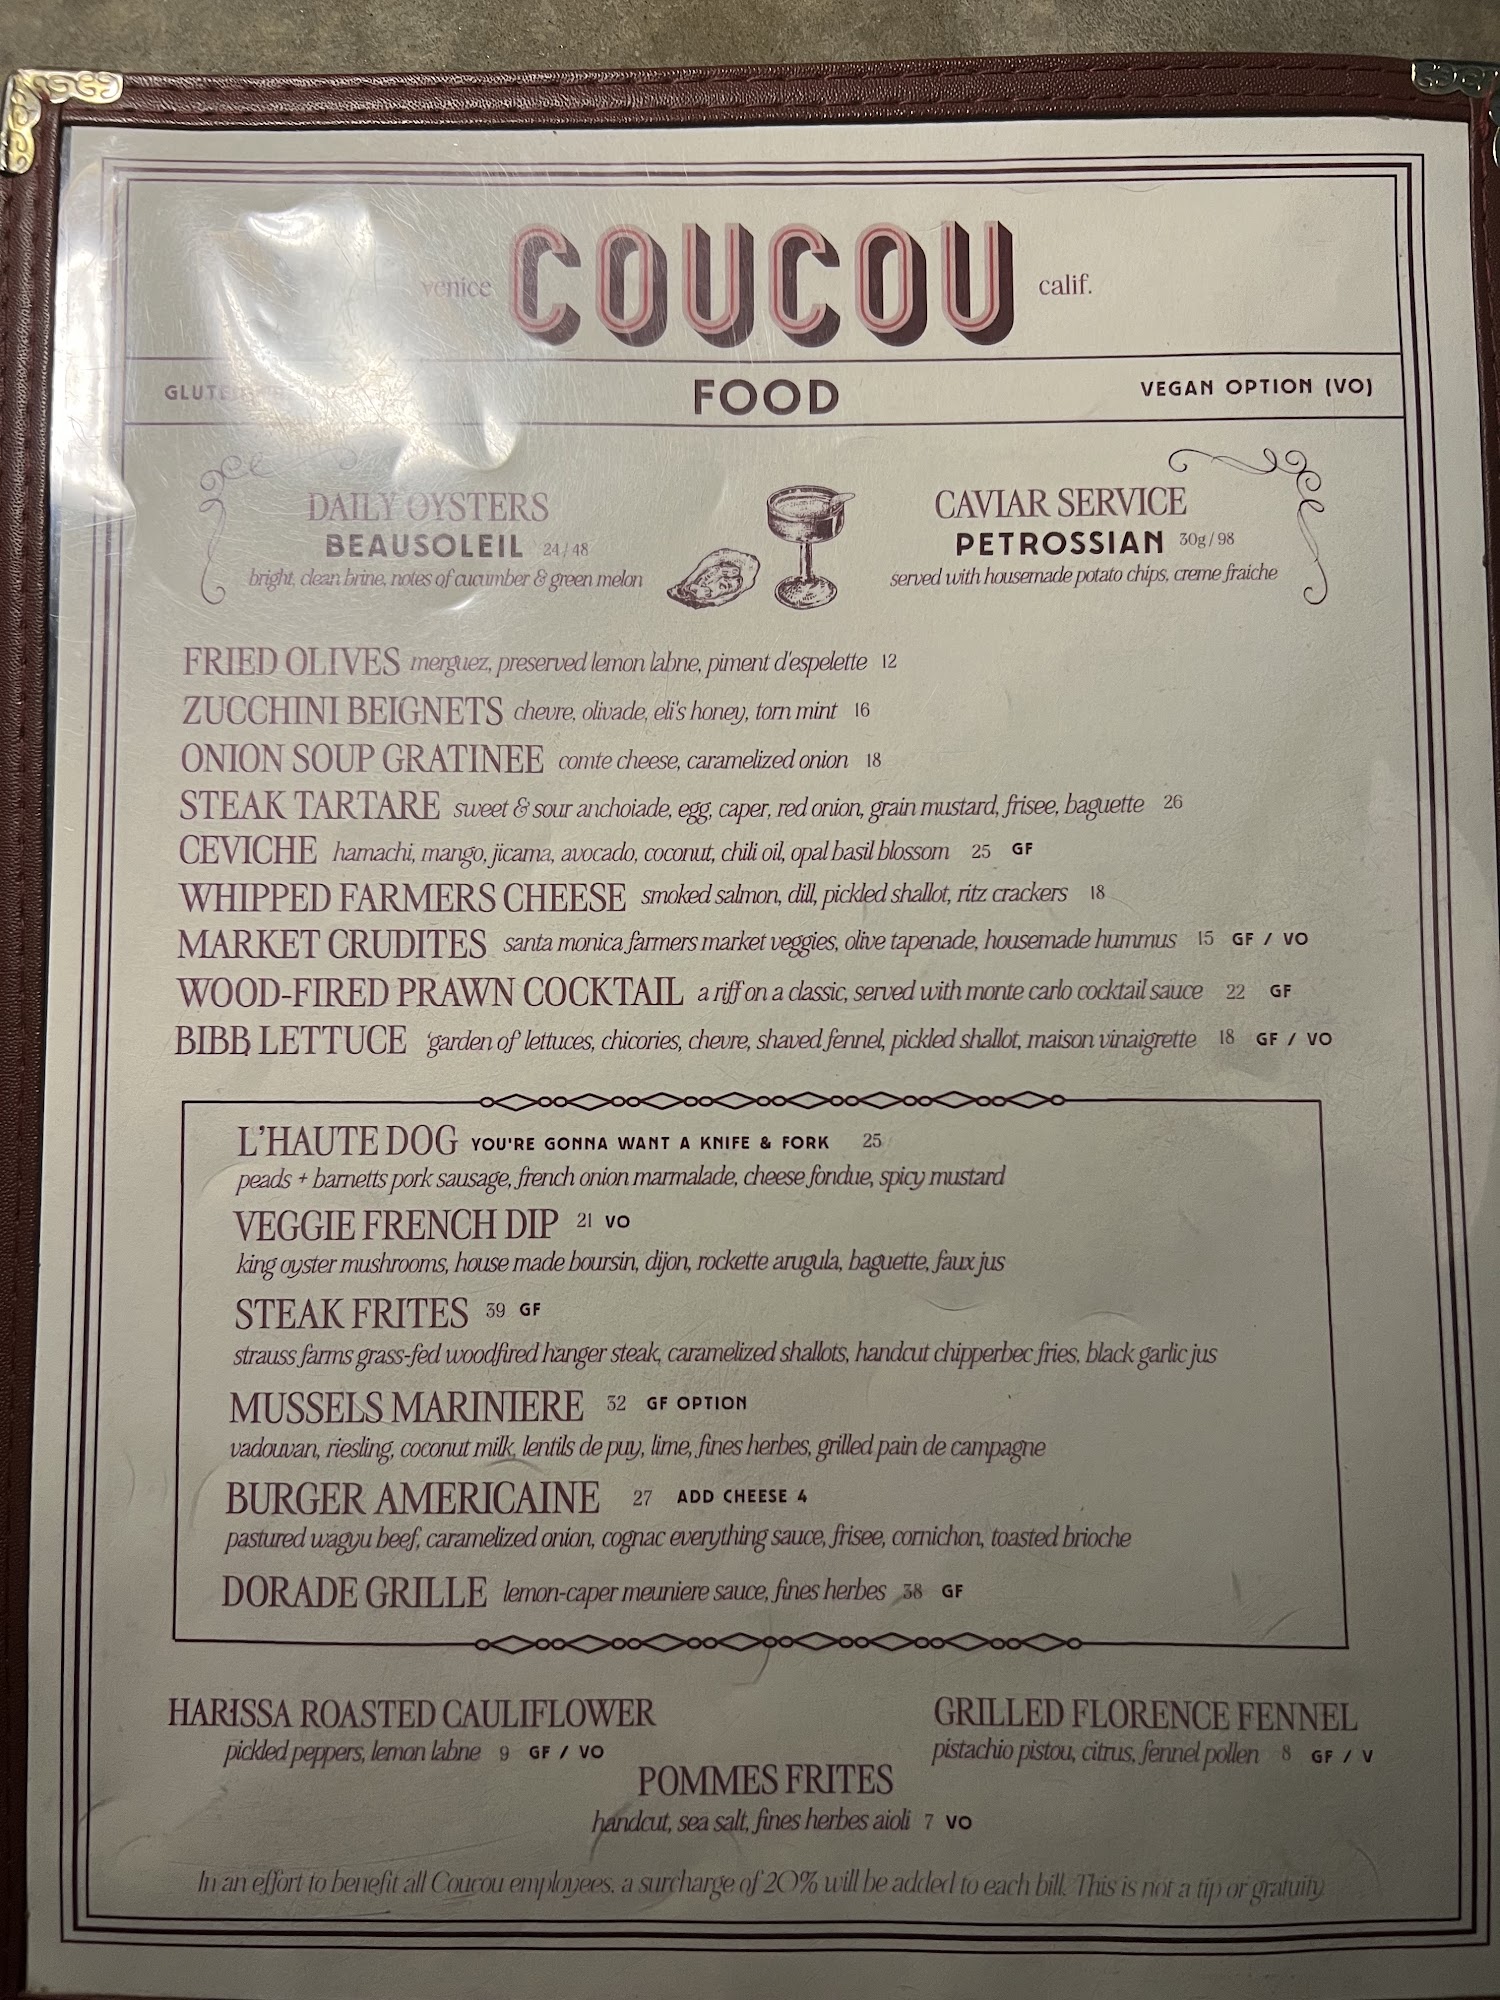 venice COUCOU calif.
FOOD
VEGAN OPTION (VO)
DAILY OYSTERS
BEAUSOLEIL 24/48
bright, clean brine, notes of cucumber & green melon
CAVIAR SERVICE
PETROSSIAN 30g/98
served with housemade potato chips, creme fraiche
FRIED OLIVES merguez, preserved lemon labne, piment d'espelette 12
ZUCCHINI BEIGNETS chevre, olivade, eli's honey, torn mint 16
ONION SOUP GRATINEE comte cheese, caramelized onion 18
STEAK TARTARE sweet & sour anchoiade, egg, caper, red onion, grain mustard, frisee, baguette 26
CEVICHE hamachi, mango, jicama, avocado, coconut, chili oil, opal basil blossom 25 GF
WHIPPED FARMERS CHEESE smoked salmon, dill, pickled shallot, ritz crackers 18
MARKET CRUDITES santa monica farmers market veggies, olive tapenade, housemade hummus 15 GF / VO
WOOD-FIRED PRAWN COCKTAIL a riff on a classic, served with monte carlo cocktail sauce 22 GF
BIBB LETTUCE 'garden of' lettuces, chicories, chevre, shaved fennel, pickled shallot, maison vinaigrette 18 GF / VO
L'HAUTE DOG YOU'RE GONNA WANT A KNIFE & FORK 25
peads + barnetts pork sausage, french onion marmalade, cheese fondue, spicy mustard
VEGGIE FRENCH DIP 21 VO
king oyster mushrooms, house made boursin, dijon, rockette arugula, baguette, faux jus
STEAK FRITES 39 GF
strauss farms grass-fed woodfired hanger steak, caramelized shallots, handcut chipperbec fries, black garlic jus
MUSSELS MARINIERE 32 GF OPTION
vadouvan, riesling, coconut milk, lentils de puy, lime, fines herbes, grilled pain de campagne
BURGER AMERICAINE 27 ADD CHEESE 4
pastured wagyu beef, caramelized onion, cognac everything sauce, frisee, cornichon, toasted brioche
DORADE GRILLE lemon-caper meuniere sauce, fines herbes 38 GF
HARISSA ROASTED CAULIFLOWER
pickled peppers, lemon labne 9 GF / VO
GRILLED FLORENCE FENNEL
pistachio pistou, citrus, fennel pollen 8 GF / V
POMMES FRITES
handcut, sea salt, fines herbes aioli 7 VO
In an effort to benefit all Coucou employees, a surcharge of 20% will be added to each bill. This is not a tip or gratuity